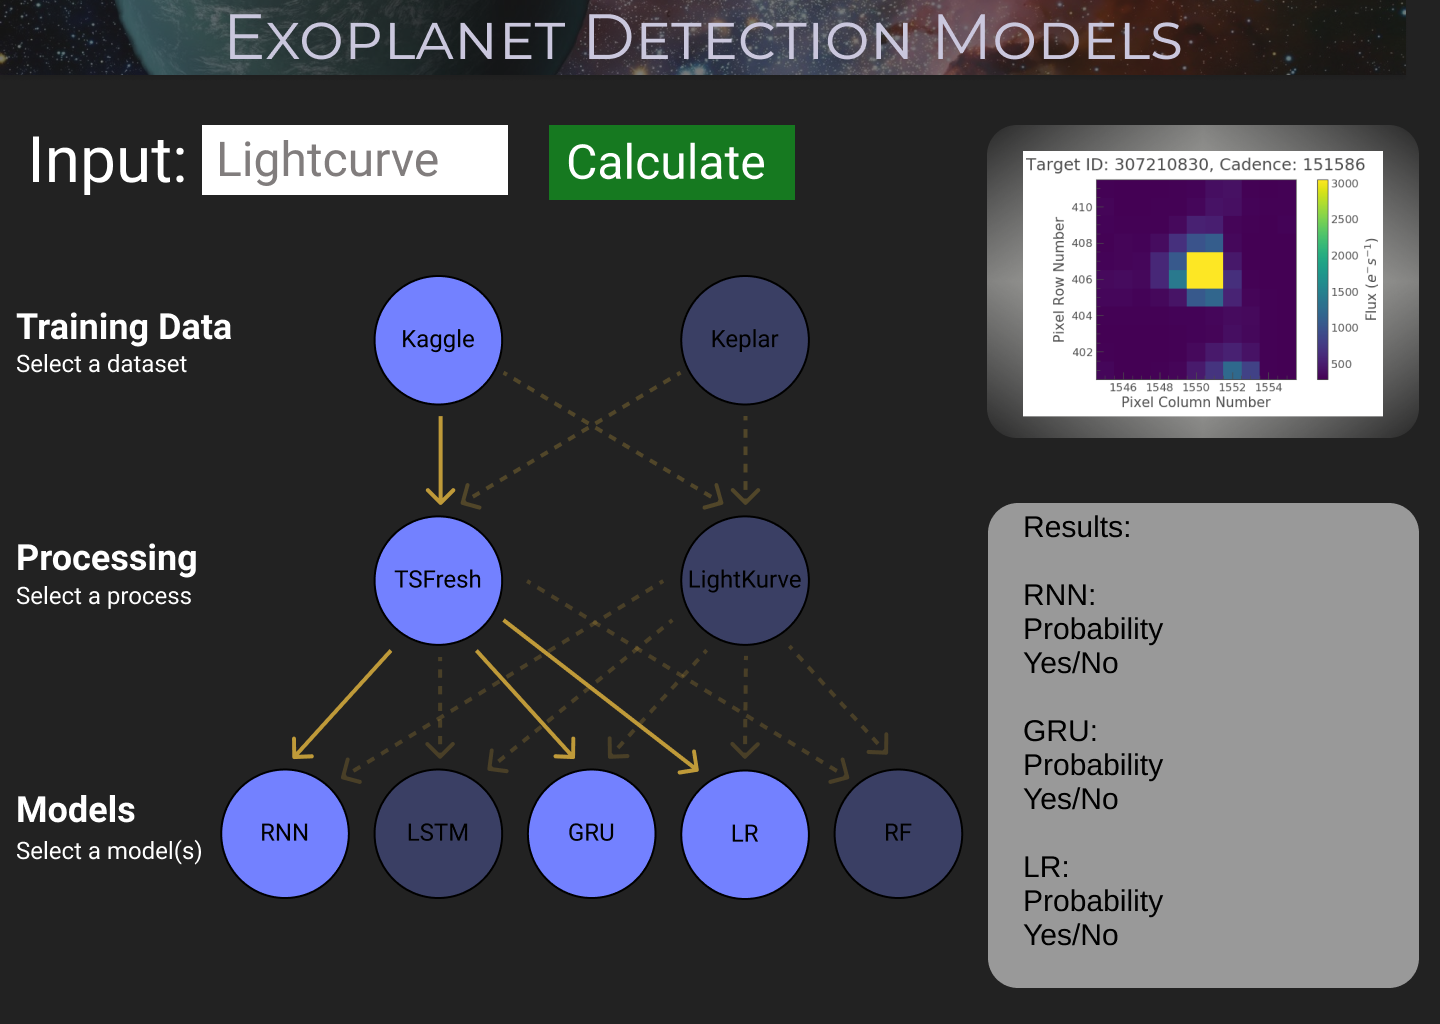 EXOPLANET DETECTION MODELS
Input: Lightcurve Calculate
Target ID: 307210830, Cadence: 151586
410
408
406
404
402
Pixel Row Number
1546 1548 1550 1552 1554
Pixel Column Number
3000
2500
2000
1500
1000
500
Flux (e⁻s⁻¹)
Training Data
Select a dataset
Kaggle Keplar
Processing
Select a process
TSFresh LightKurve
Models
Select a model(s)
RNN LSTM GRU LR RF
Results:
RNN:
Probability
Yes/No
GRU:
Probability
Yes/No
LR:
Probability
Yes/No